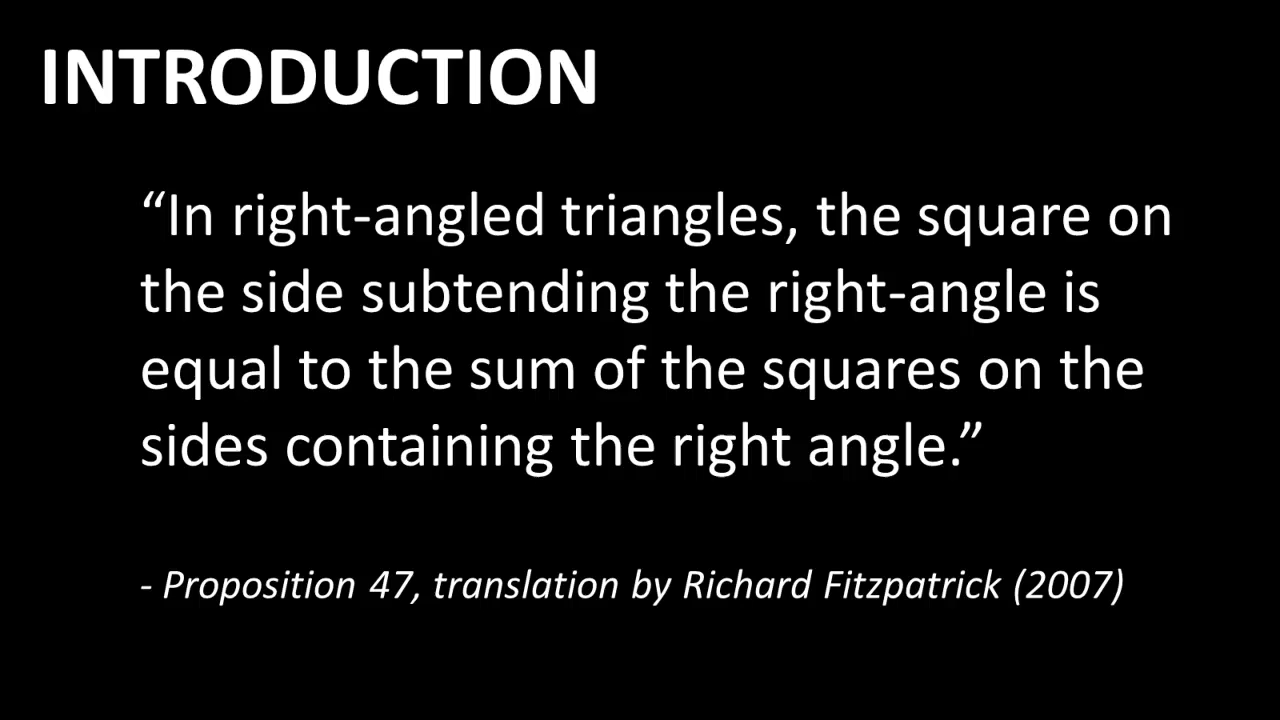 INTRODUCTION
“In right-angled triangles, the square on
the side subtending the right-angle is
equal to the sum of the squares on the
sides containing the right angle.”
- Proposition 47, translation by Richard Fitzpatrick (2007)